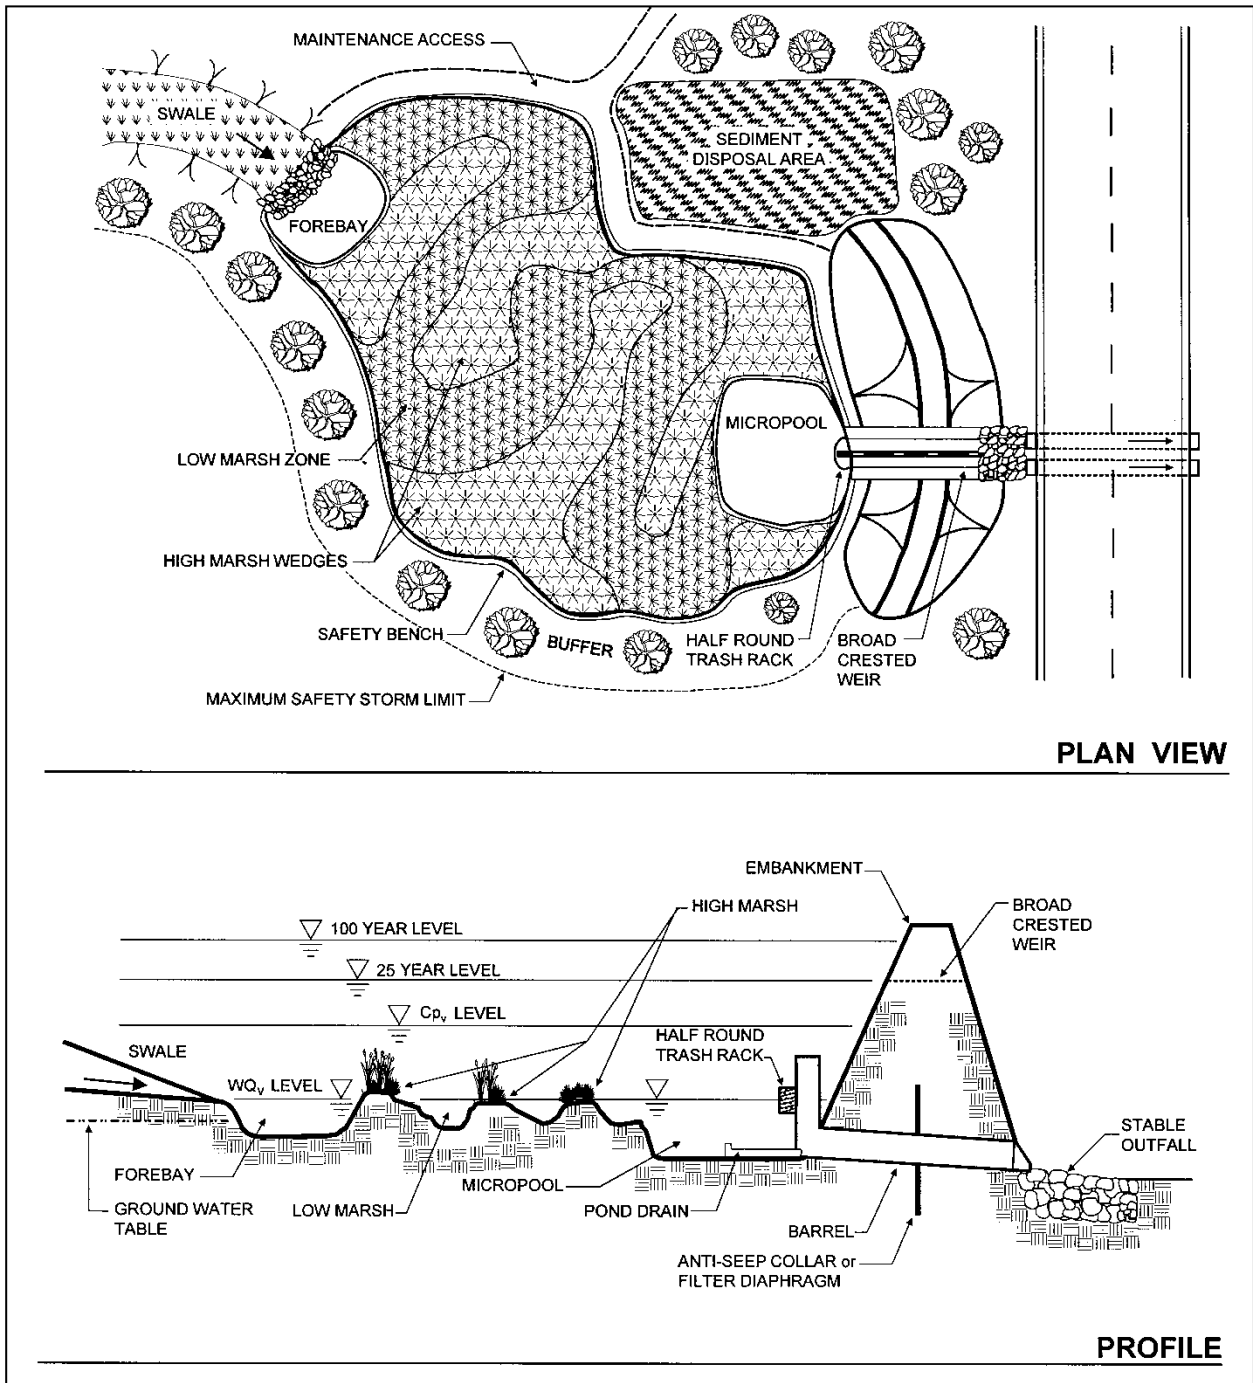 MAINTENANCE ACCESS
SWALE
SEDIMENT
DISPOSAL AREA
FOREBAY
MICROPOOL
LOW MARSH ZONE
HIGH MARSH WEDGES
SAFETY BENCH
BUFFER
HALF ROUND
TRASH RACK
BROAD
CRESTED
WEIR
MAXIMUM SAFETY STORM LIMIT
PLAN VIEW
EMBANKMENT
HIGH MARSH
BROAD
CRESTED
WEIR
100 YEAR LEVEL
25 YEAR LEVEL
Cpᵥ LEVEL
HALF ROUND
TRASH RACK
SWALE
WQᵥ LEVEL
STABLE
OUTFALL
FOREBAY
MICROPOOL
GROUND WATER
TABLE
LOW MARSH
POND DRAIN
BARREL
ANTI-SEEP COLLAR or
FILTER DIAPHRAGM
PROFILE